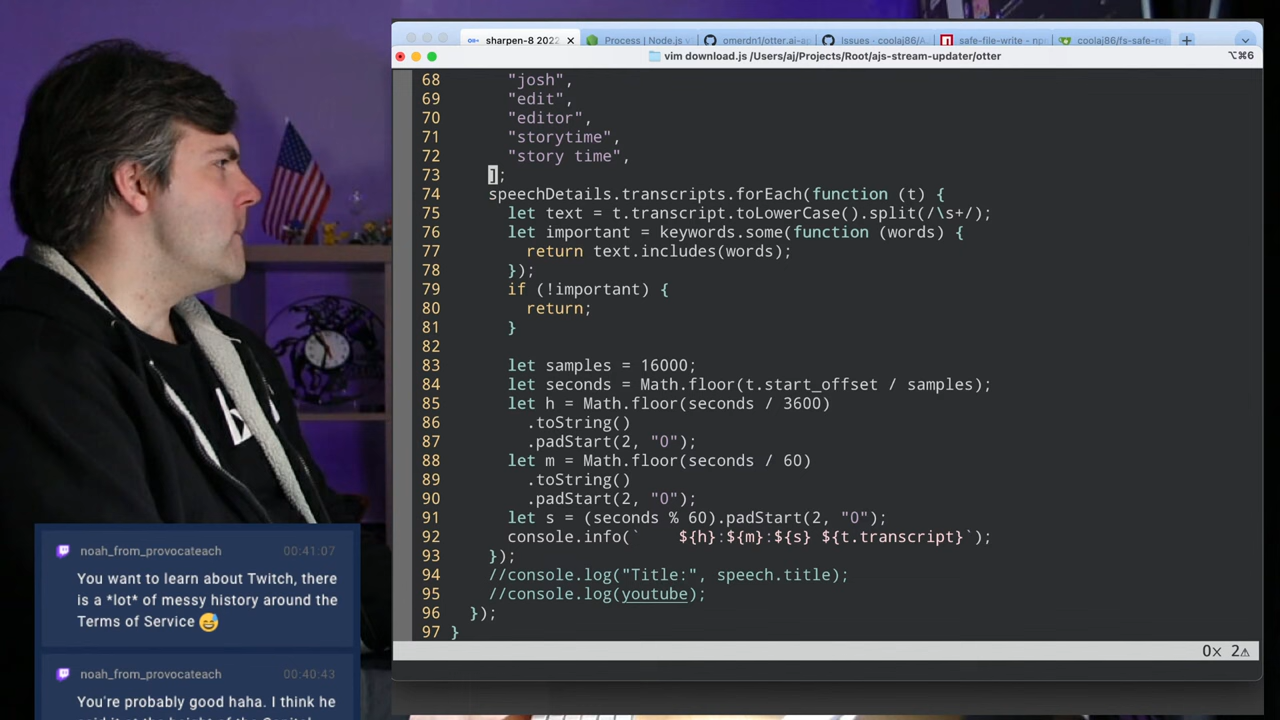 sharpen-8 2022
Process | Node.js
omerdn1/otter.ai-ap
Issues · coolaj86/A
safe-file-write - np
coolaj86/fs-safe-re
vim download.js /Users/aj/Projects/Root/ajs-stream-updater/otter
⌥⌘6
68 "josh",
69 "edit",
70 "editor",
71 "storytime",
72 "story time",
73 ];
74 speechDetails.transcripts.forEach(function (t) {
75 let text = t.transcript.toLowerCase().split(/\s+/);
76 let important = keywords.some(function (words) {
77 return text.includes(words);
78 });
79 if (!important) {
80 return;
81 }
82
83 let samples = 16000;
84 let seconds = Math.floor(t.start_offset / samples);
85 let h = Math.floor(seconds / 3600)
86 .toString()
87 .padStart(2, "0");
88 let m = Math.floor(seconds / 60)
89 .toString()
90 .padStart(2, "0");
91 let s = (seconds % 60).padStart(2, "0");
92 console.info(`    ${h}:${m}:${s} ${t.transcript}`);
93 });
94 //console.log("Title:", speech.title);
95 //console.log(youtube);
96 });
97 }
0× 2⚠
noah_from_provocateach 00:41:07
You want to learn about Twitch, there
is a *lot* of messy history around the
Terms of Service 😅
noah_from_provocateach 00:40:43
You're probably good haha. I think he